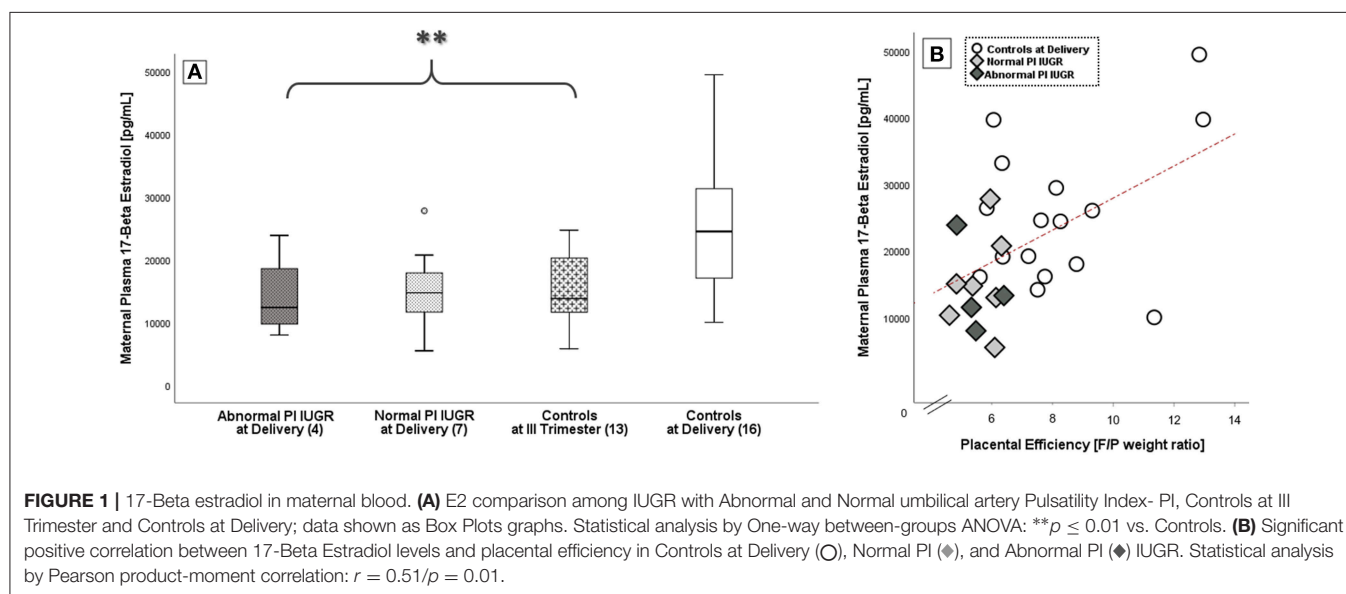 **
A
50000
40000
30000
20000
10000
0
Maternal Plasma 17-Beta Estradiol [pg/mL]
Abnormal PI IUGR
at Delivery (4)
Normal PI IUGR
at Delivery (7)
Controls
at III Trimester (13)
Controls
at Delivery (16)
B
Controls at Delivery
Normal PI IUGR
Abnormal PI IUGR
50000
40000
30000
20000
10000
0
Maternal Plasma 17-Beta Estradiol [pg/mL]
6 8 10 12 14
Placental Efficiency [F/P weight ratio]
FIGURE 1 | 17-Beta estradiol in maternal blood. (A) E2 comparison among IUGR with Abnormal and Normal umbilical artery Pulsatility Index- PI, Controls at III
Trimester and Controls at Delivery; data shown as Box Plots graphs. Statistical analysis by One-way between-groups ANOVA: **p ≤ 0.01 vs. Controls. (B) Significant
positive correlation between 17-Beta Estradiol levels and placental efficiency in Controls at Delivery (○), Normal PI (◆), and Abnormal PI (◆) IUGR. Statistical analysis
by Pearson product-moment correlation: r = 0.51/p = 0.01.